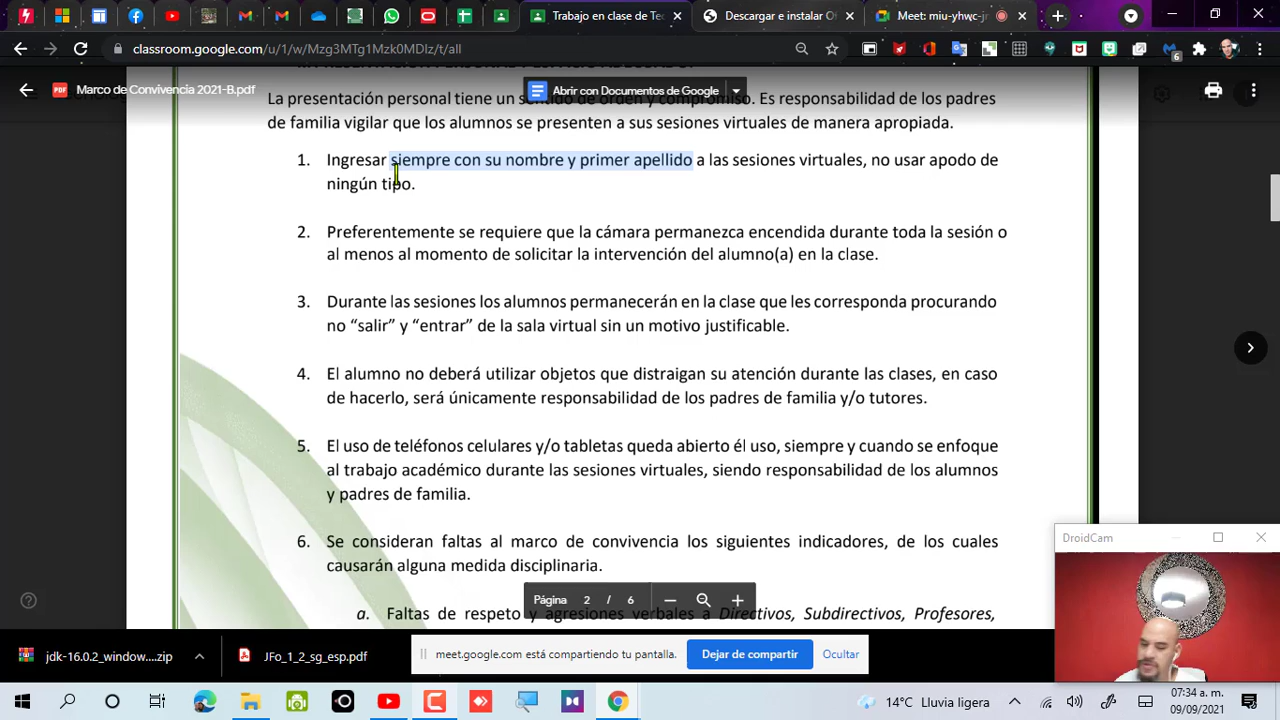 Trabajo en clase de Tec
Descargar e instalar Of
Meet: miu-yhwc-jr
classroom.google.com/u/1/w/Mzg3MTg1Mzk0MDlz/t/all
6
Marco de Convivencia 2021-B.pdf
Abrir con Documentos de Google
La presentación personal tiene un sentido de orden y compromiso. Es responsabilidad de los padres
de familia vigilar que los alumnos se presenten a sus sesiones virtuales de manera apropiada.
1. Ingresar siempre con su nombre y primer apellido a las sesiones virtuales, no usar apodo de
ningún tipo.
2. Preferentemente se requiere que la cámara permanezca encendida durante toda la sesión o
al menos al momento de solicitar la intervención del alumno(a) en la clase.
3. Durante las sesiones los alumnos permanecerán en la clase que les corresponda procurando
no “salir” y “entrar” de la sala virtual sin un motivo justificable.
4. El alumno no deberá utilizar objetos que distraigan su atención durante las clases, en caso
de hacerlo, será únicamente responsabilidad de los padres de familia y/o tutores.
5. El uso de teléfonos celulares y/o tabletas queda abierto él uso, siempre y cuando se enfoque
al trabajo académico durante las sesiones virtuales, siendo responsabilidad de los alumnos
y padres de familia.
6. Se consideran faltas al marco de convivencia los siguientes indicadores, de los cuales
causarán alguna medida disciplinaria.
a. Faltas de respeto y agresiones verbales a Directivos, Subdirectivos, Profesores,
Página 2 / 6
DroidCam
jdk-16.0.2_window....zip
JFo_1_2_sg_esp.pdf
meet.google.com está compartiendo tu pantalla.
Dejar de compartir
Ocultar
14°C Lluvia ligera
07:34 a. m.
09/09/2021